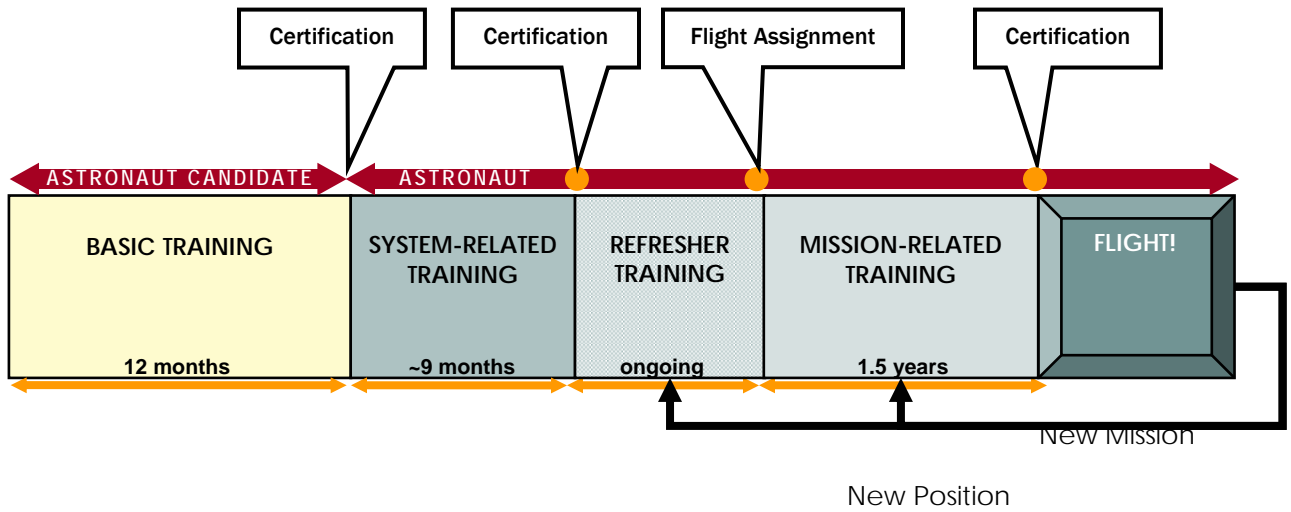 Certification
Certification
Flight Assignment
Certification
ASTRONAUT CANDIDATE
ASTRONAUT
BASIC TRAINING
12 months
SYSTEM-RELATED
TRAINING
~9 months
REFRESHER
TRAINING
ongoing
MISSION-RELATED
TRAINING
1.5 years
FLIGHT!
New Mission
New Position